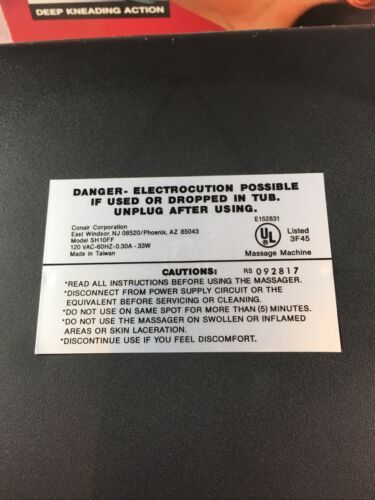 DEEP KNEADING ACTION
DANGER- ELECTROCUTION POSSIBLE
IF USED OR DROPPED IN TUB.
UNPLUG AFTER USING.
E152831
Conair Corporation
East Windsor, NJ 08520/Phoenix, AZ 85043
Model SH10FF
120 VAC-60HZ-0.30A - 33W
Made in Taiwan
UL
Listed
3F45
Massage Machine
CAUTIONS:
RS 092817
*READ ALL INSTRUCTIONS BEFORE USING THE MASSAGER.
*DISCONNECT FROM POWER SUPPLY CIRCUIT OR THE
EQUIVALENT BEFORE SERVICING OR CLEANING.
*DO NOT USE ON SAME SPOT FOR MORE THAN (5) MINUTES.
*DO NOT USE THE MASSAGER ON SWOLLEN OR INFLAMED
AREAS OR SKIN LACERATION.
*DISCONTINUE USE IF YOU FEEL DISCOMFORT.